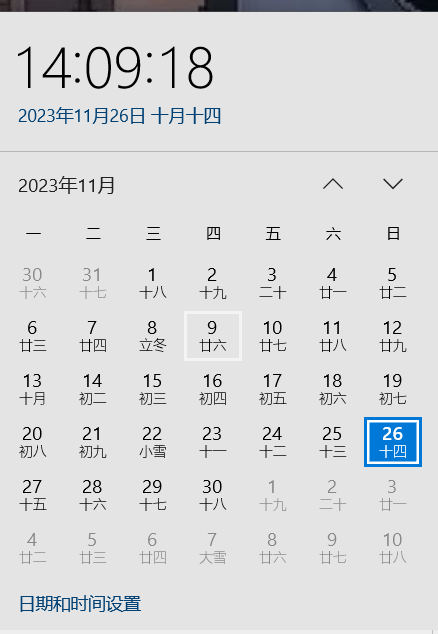 14:09:18
2023年11月26日 十月十四
2023年11月
一 二 三 四 五 六 日
30 31 1 2 3 4 5
十六 十七 十八 十九 二十 廿一 廿二
6 7 8 9 10 11 12
廿三 廿四 立冬 廿六 廿七 廿八 廿九
13 14 15 16 17 18 19
十月 初二 初三 初四 初五 初六 初七
20 21 22 23 24 25 26
初八 初九 小雪 十一 十二 十三 十四
27 28 29 30 1 2 3
十五 十六 十七 十八 十九 二十 廿一
4 5 6 7 8 9 10
廿二 廿三 廿四 大雪 廿六 廿七 廿八
日期和时间设置